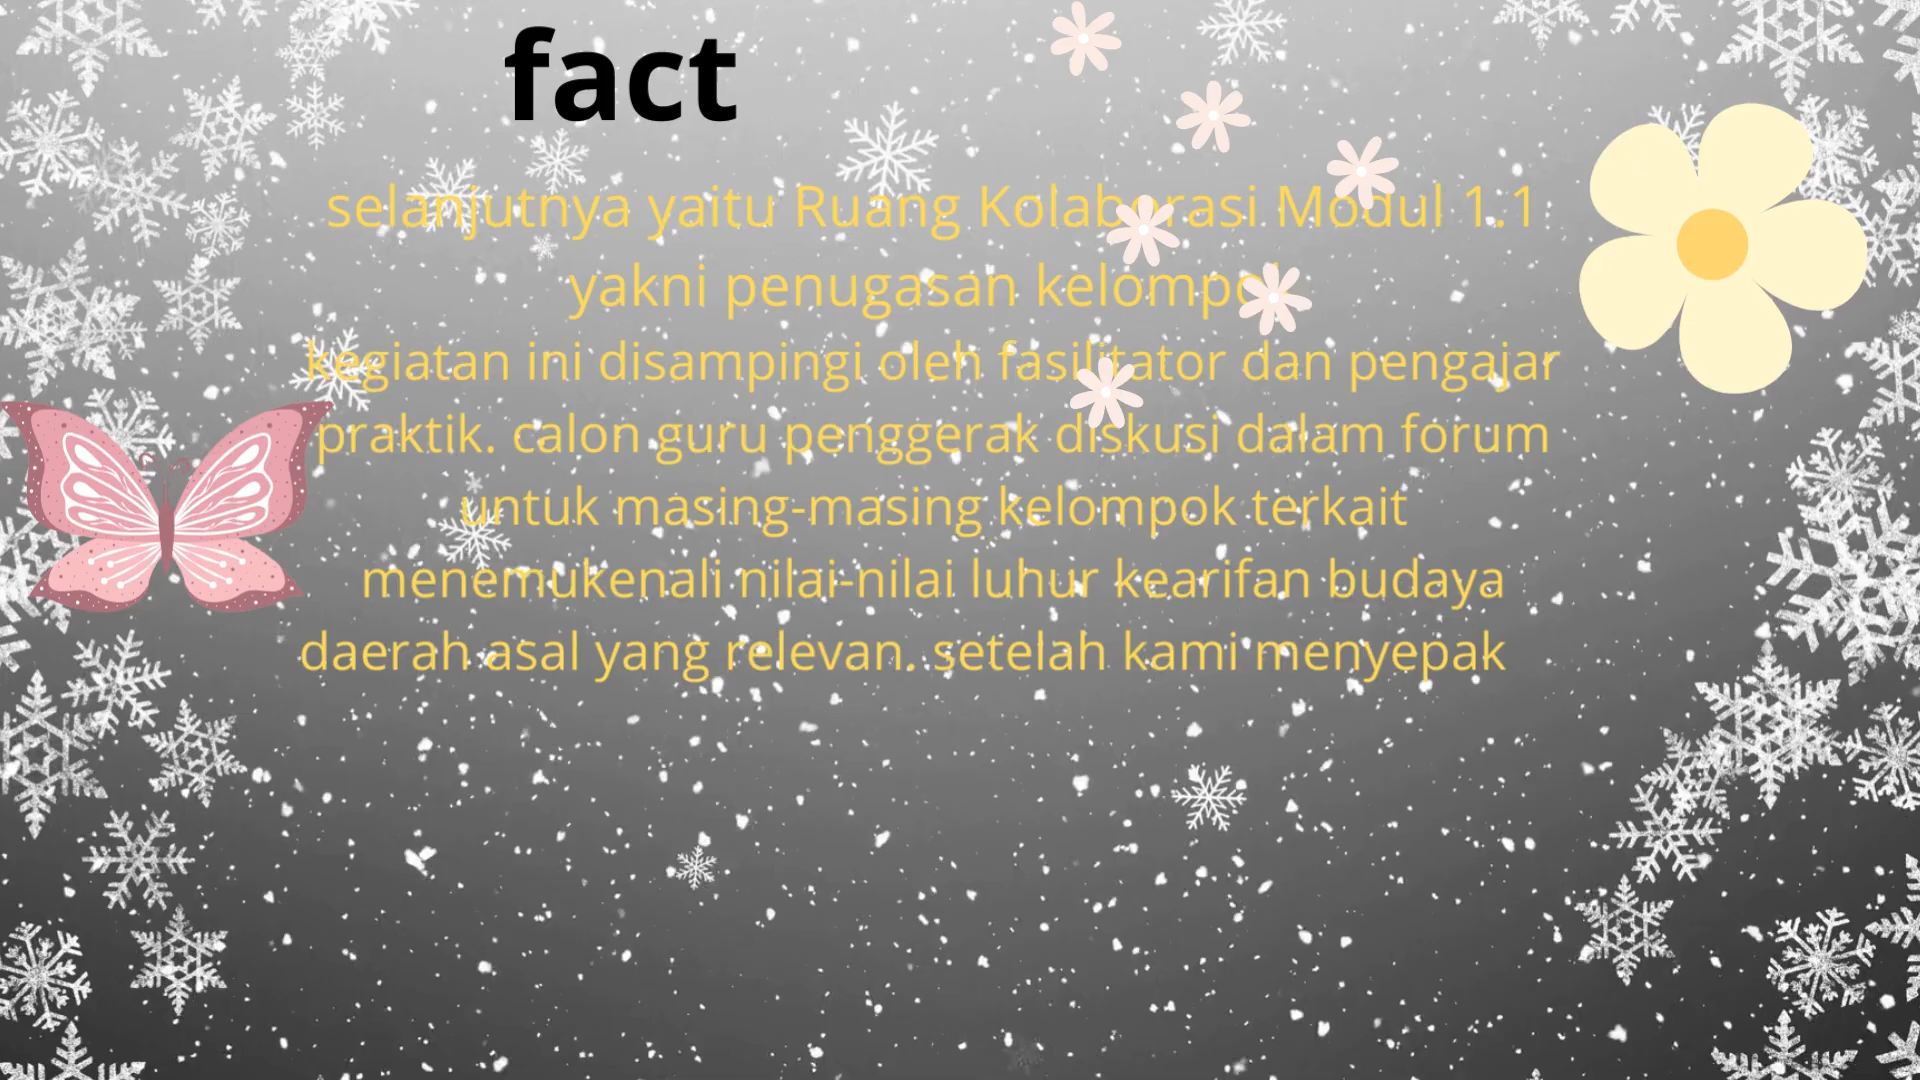 fact
selanjutnya yaitu Ruang Kolaborasi Modul 1.1
yakni penugasan kelompok
kegiatan ini disampingi oleh fasilitator dan pengajar
praktik. calon guru penggerak diskusi dalam forum
untuk masing-masing kelompok terkait
menemukenali nilai-nilai luhur kearifan budaya
daerah asal yang relevan. setelah kami menyepak